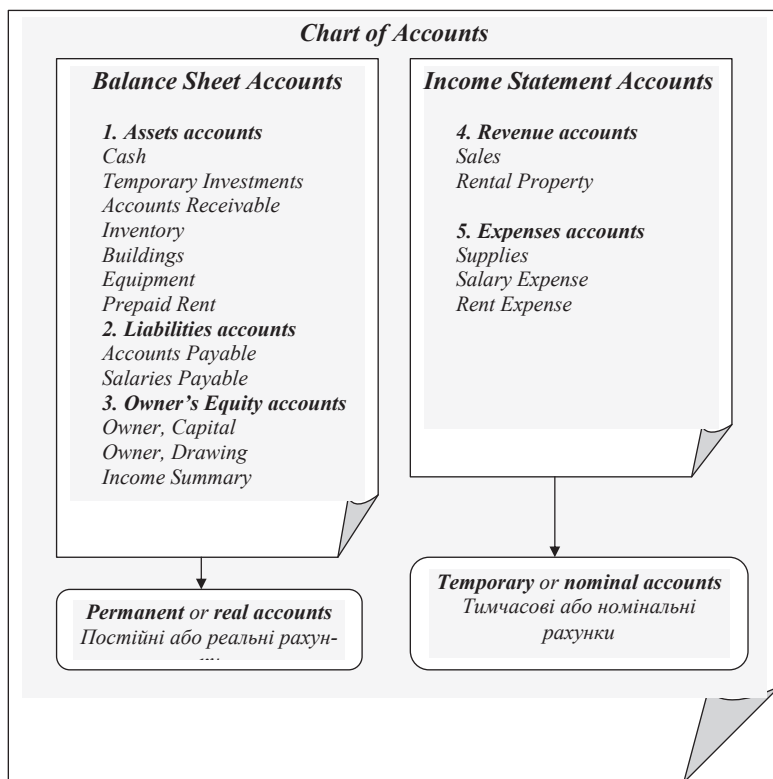 Chart of Accounts
Balance Sheet Accounts
1. Assets accounts
Cash
Temporary Investments
Accounts Receivable
Inventory
Buildings
Equipment
Prepaid Rent
2. Liabilities accounts
Accounts Payable
Salaries Payable
3. Owner’s Equity accounts
Owner, Capital
Owner, Drawing
Income Summary
Income Statement Accounts
4. Revenue accounts
Sales
Rental Property
5. Expenses accounts
Supplies
Salary Expense
Rent Expense
Permanent or real accounts
Постійні або реальні рахун-
Temporary or nominal accounts
Тимчасові або номінальні
рахунки